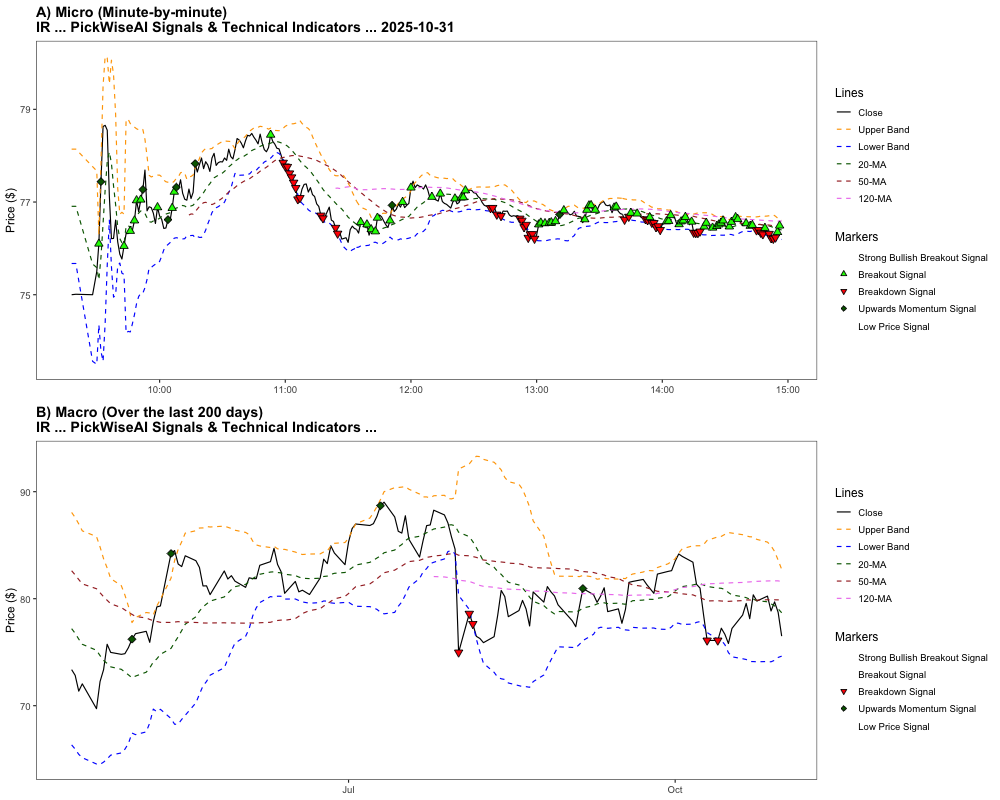 A) Micro (Minute-by-minute)
IR ... PickWiseAI Signals & Technical Indicators ... 2025-10-31
Price ($)
79
77
75
10:00
11:00
12:00
13:00
14:00
15:00
Lines
Close
Upper Band
Lower Band
20-MA
50-MA
120-MA
Markers
Strong Bullish Breakout Signal
Breakout Signal
Breakdown Signal
Upwards Momentum Signal
Low Price Signal
B) Macro (Over the last 200 days)
IR ... PickWiseAI Signals & Technical Indicators ...
Price ($)
90
80
70
Jul
Oct
Lines
Close
Upper Band
Lower Band
20-MA
50-MA
120-MA
Markers
Strong Bullish Breakout Signal
Breakout Signal
Breakdown Signal
Upwards Momentum Signal
Low Price Signal